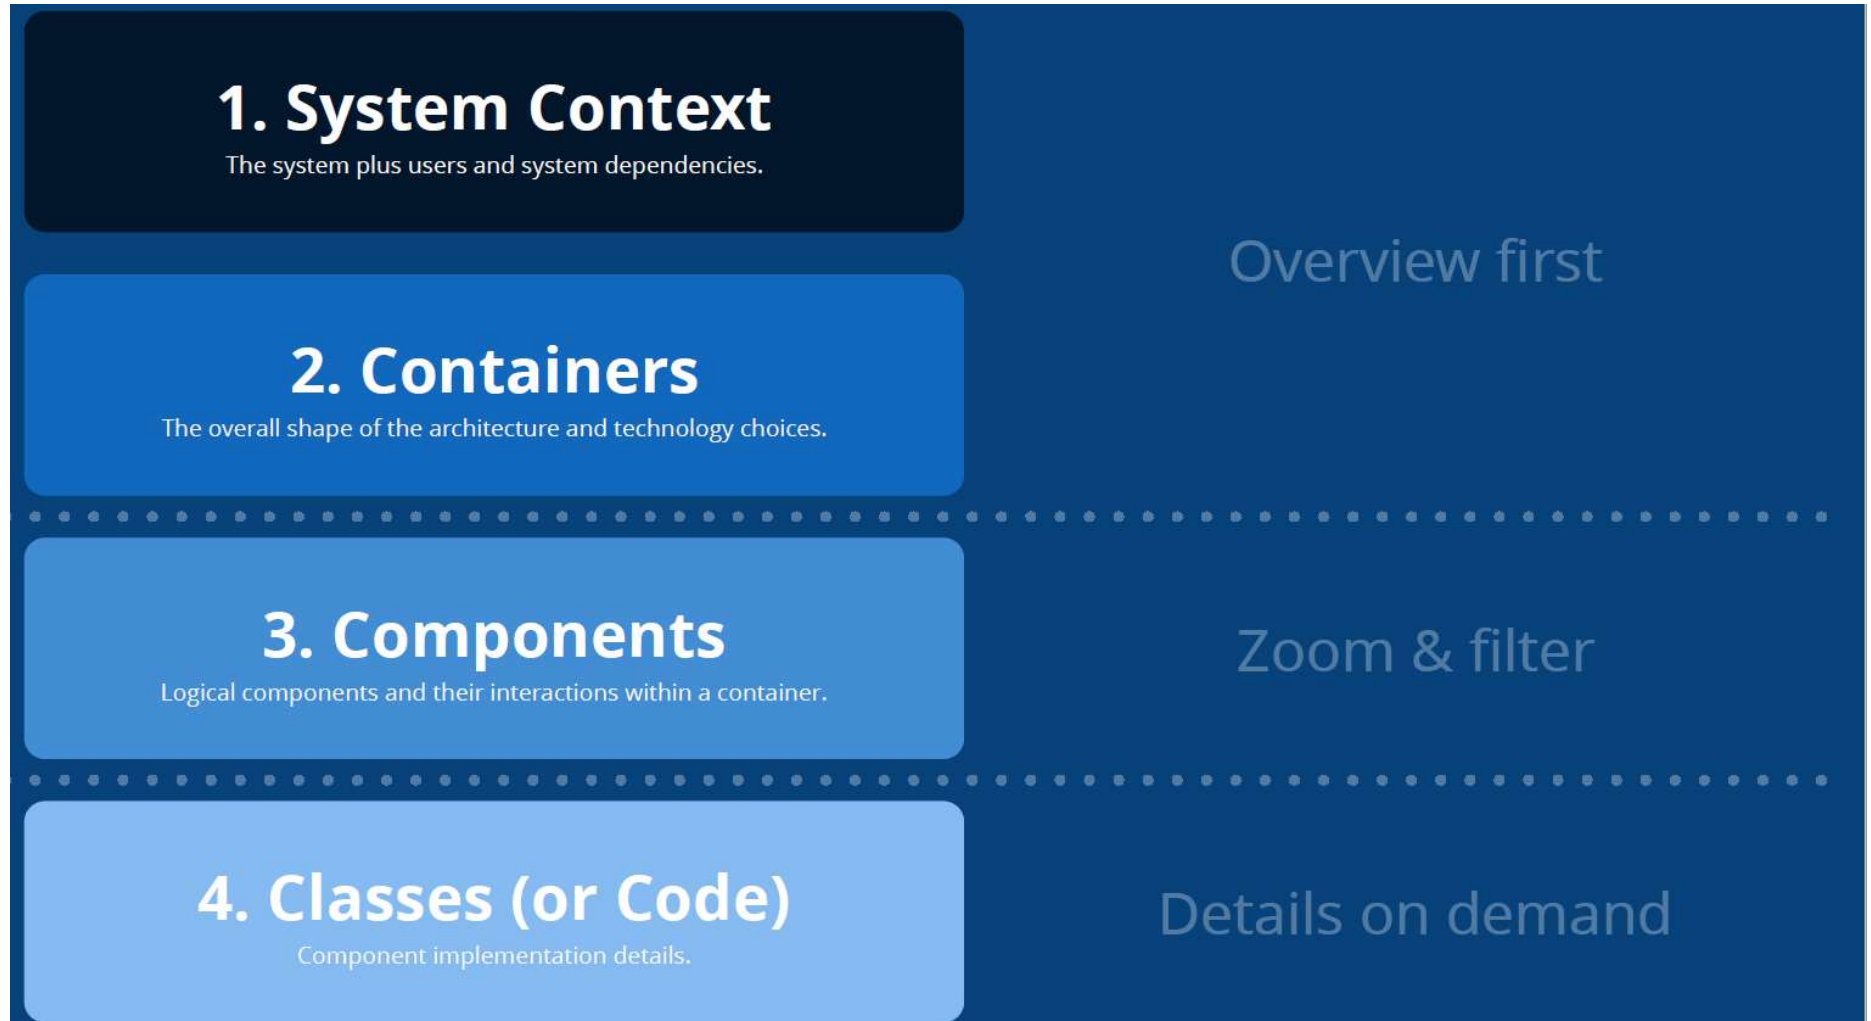 1. System Context
The system plus users and system dependencies.
Overview first
2. Containers
The overall shape of the architecture and technology choices.
3. Components
Logical components and their interactions within a container.
Zoom & filter
4. Classes (or Code)
Component implementation details.
Details on demand